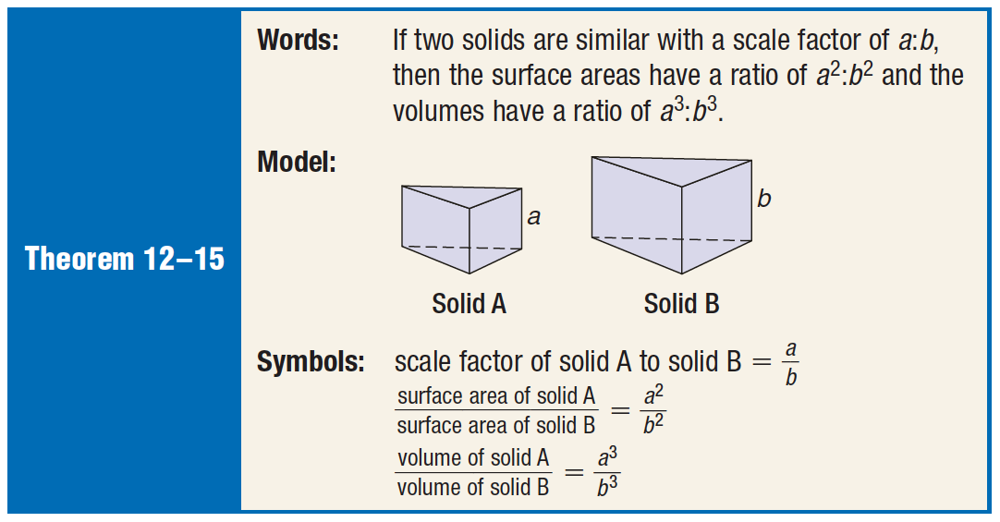 Theorem 12–15
Words: If two solids are similar with a scale factor of a:b,
then the surface areas have a ratio of a²:b² and the
volumes have a ratio of a³:b³.
Model:
a
b
Solid A Solid B
Symbols: scale factor of solid A to solid B = a/b
surface area of solid A / surface area of solid B = a²/b²
volume of solid A / volume of solid B = a³/b³